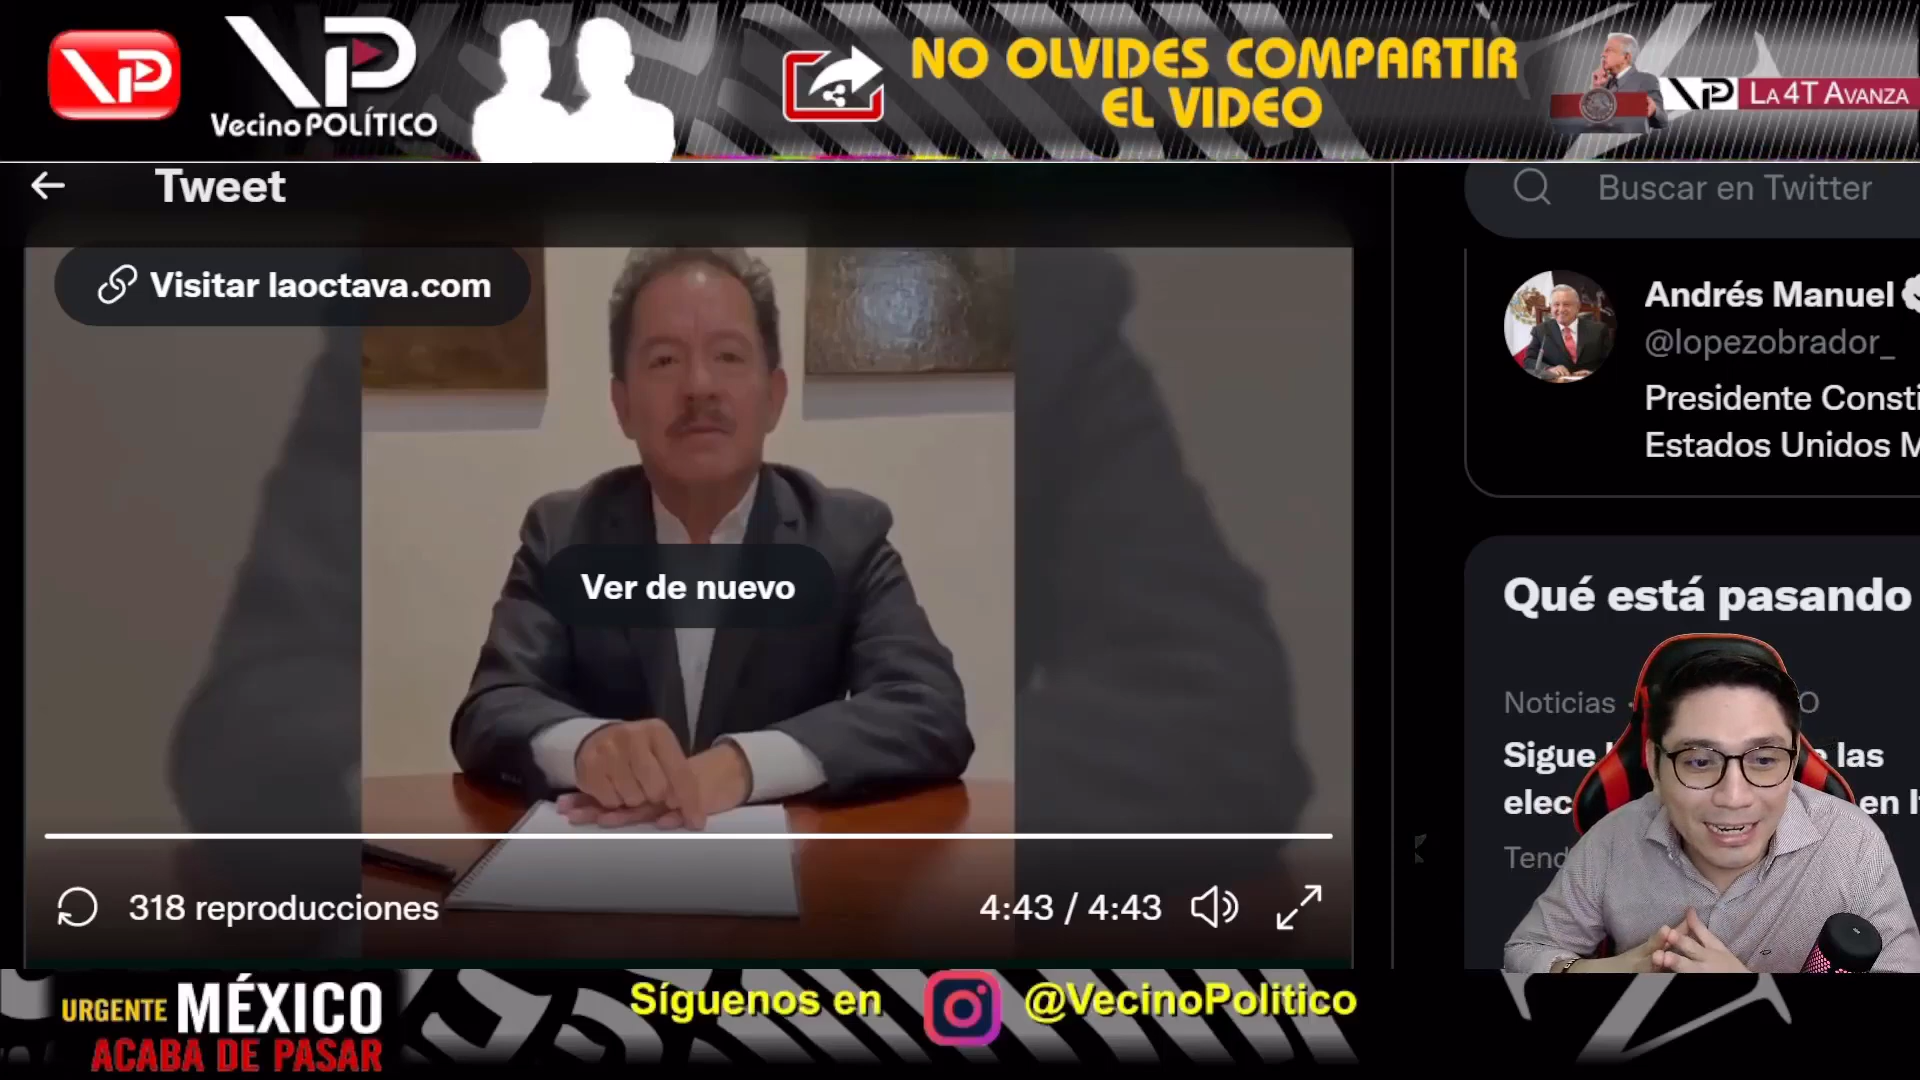 VP
VP
VecinoPOLÍTICO
NO OLVIDES COMPARTIR
EL VIDEO
VP LA 4T AVANZA
Tweet
Buscar en Twitter
Visitar laoctava.com
Andrés Manuel
@lopezobrador_
Presidente Consti
Estados Unidos M
Ver de nuevo
Qué está pasando
Noticias ·
Sigue las
elec en
Tend
318 reproducciones
4:43 / 4:43
URGENTE MÉXICO
ACABA DE PASAR
Síguenos en
@VecinoPolitico